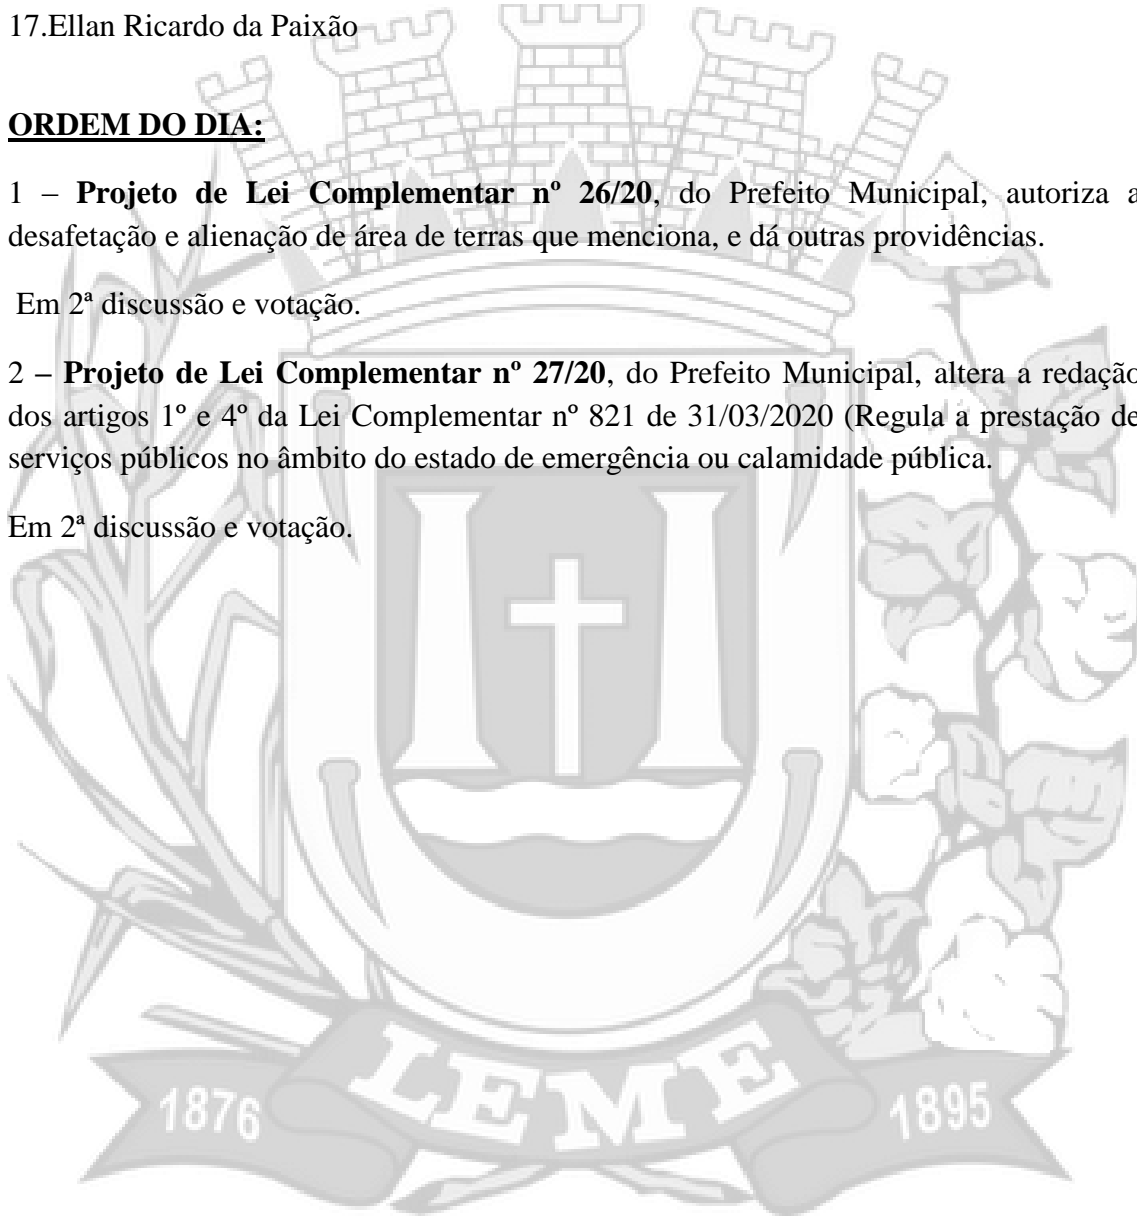 17.Ellan Ricardo da Paixão
ORDEM DO DIA:
1 – Projeto de Lei Complementar nº 26/20, do Prefeito Municipal, autoriza a
desafetação e alienação de área de terras que menciona, e dá outras providências.
Em 2ª discussão e votação.
2 – Projeto de Lei Complementar nº 27/20, do Prefeito Municipal, altera a redação
dos artigos 1º e 4º da Lei Complementar nº 821 de 31/03/2020 (Regula a prestação de
serviços públicos no âmbito do estado de emergência ou calamidade pública.
Em 2ª discussão e votação.
1876 LEME 1895